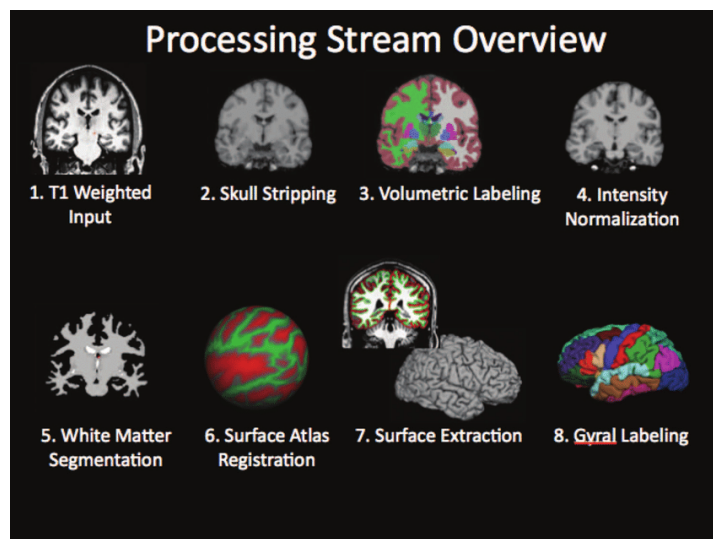 Processing Stream Overview
1. T1 Weighted
Input
2. Skull Stripping
3. Volumetric Labeling
4. Intensity
Normalization
5. White Matter
Segmentation
6. Surface Atlas
Registration
7. Surface Extraction
8. Gyral Labeling